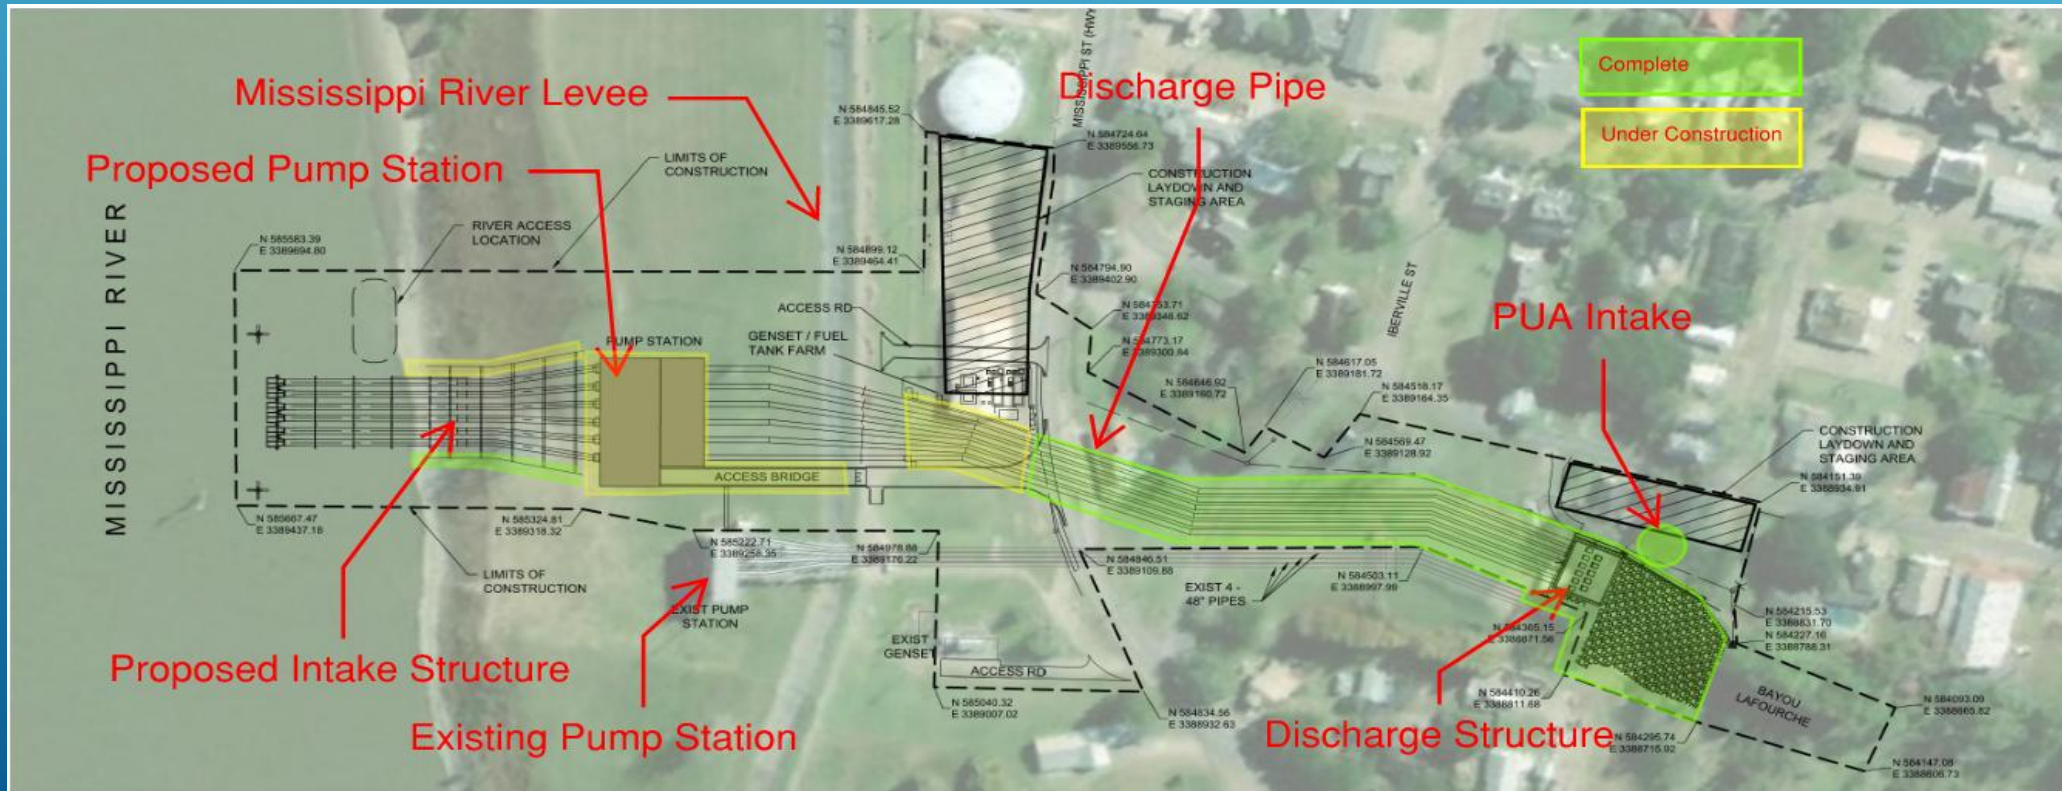 Mississippi River Levee
Discharge Pipe
Complete
Under Construction
Proposed Pump Station
PUA Intake
Proposed Intake Structure
Existing Pump Station
Discharge Structure
MISSISSIPPI RIVER
MISSISSIPPI ST (HWY
IBERVILLE ST
N 584845.52
E 3389617.28
N 584724.64
E 3389556.73
LIMITS OF
CONSTRUCTION
CONSTRUCTION
LAYDOWN AND
STAGING AREA
RIVER ACCESS
LOCATION
N 585583.39
E 3389694.80
N 584899.12
E 3389464.41
N 584794.90
E 3389402.90
ACCESS RD
E 3389346.62
GENSET / FUEL
TANK FARM
PUMP STATION
E 3389300.84
N 584617.05
E 3389181.72
N 584646.92
E 3389160.72
N 584518.17
E 3389164.35
N 584569.47
E 3389128.92
CONSTRUCTION
LAYDOWN AND
STAGING AREA
N 584151.39
E 3388934.91
ACCESS BRIDGE
N 585667.47
E 3389437.18
N 585324.81
E 3389318.32
N 585222.71
E 3389258.35
N 584978.88
E 3389176.22
N 584846.51
E 3389109.88
LIMITS OF
CONSTRUCTION
EXIST 4 -
48" PIPES
N 584503.11
E 3388997.99
EXIST PUMP
STATION
EXIST
GENSET
ACCESS RD
E 3388871.56
N 584215.53
E 3388831.70
N 584227.16
E 3388788.31
N 585040.32
E 3389007.02
N 584834.56
E 3388932.63
N 584410.26
E 3388811.68
BAYOU
LAFOURCHE
N 584093.09
E 3388665.82
N 584295.74
E 3388715.92
N 584147.08
E 3388606.73